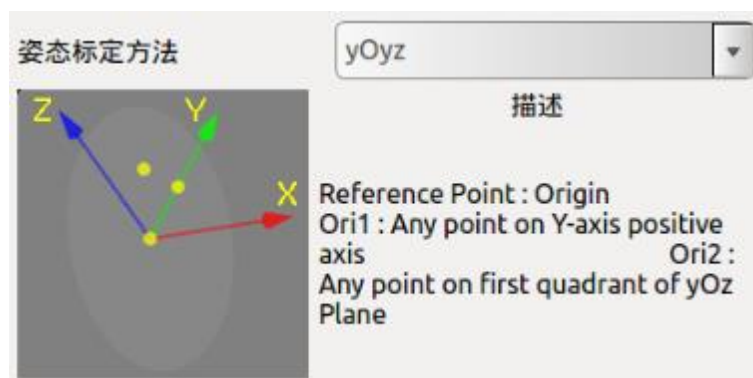 姿态标定方法
yOyz
描述
Z
Y
X
Reference Point : Origin
Ori1 : Any point on Y-axis positive
axis Ori2 :
Any point on first quadrant of yOz
Plane